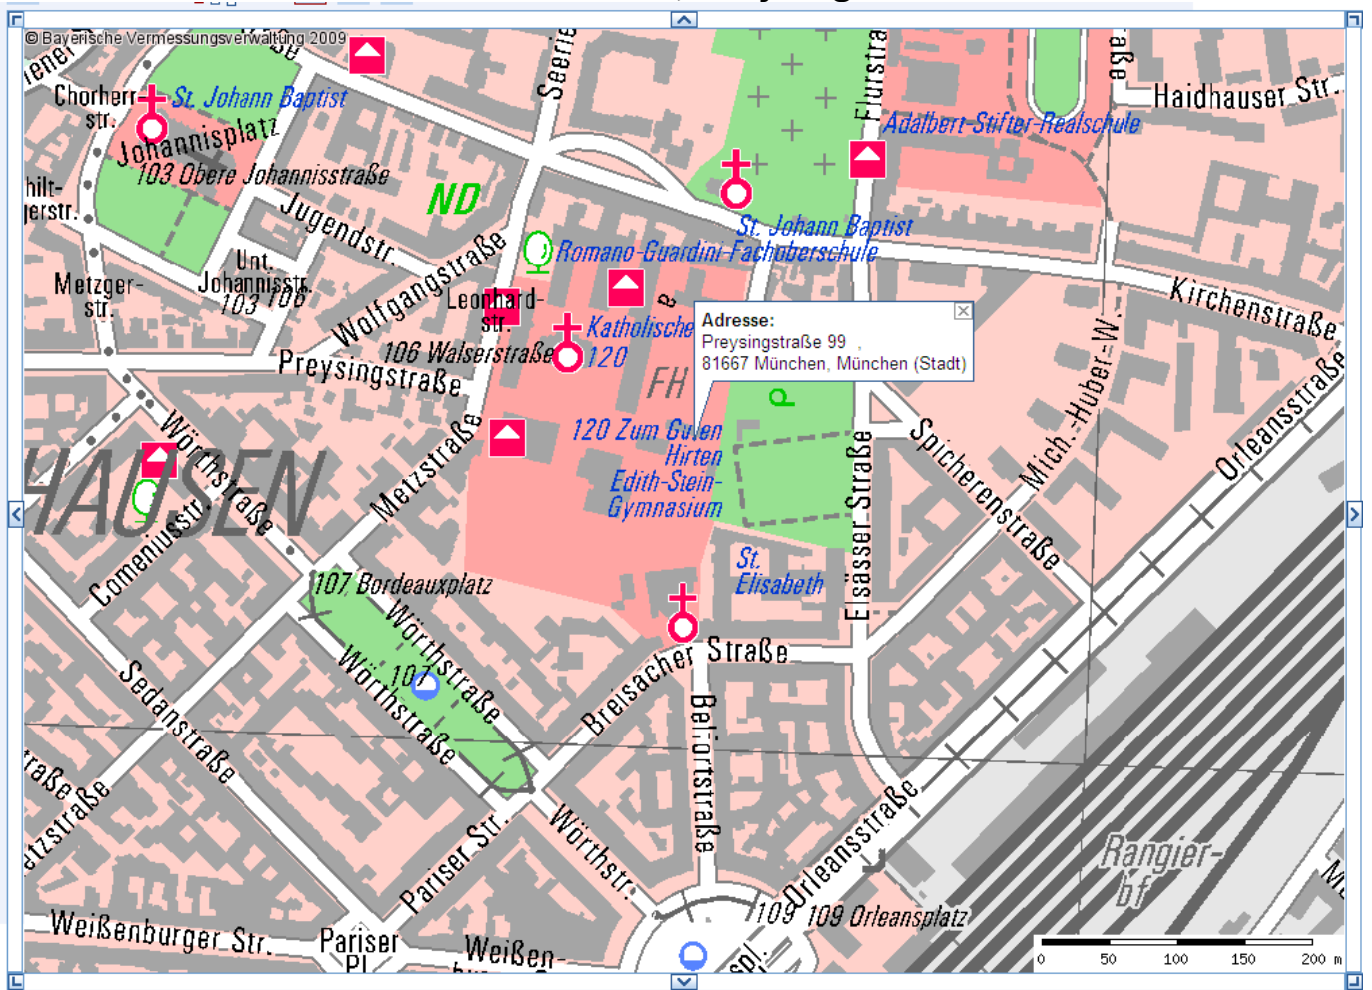 © Bayerische Vermessungsverwaltung 2009
Chorherr
str.
St. Johann Baptist
Johannisplatz
103 Obere Johannisstraße
ND
Jugendstr.
Unt.
Johannisstr.
103 106
Metzger-
str.
Wolfgangstraße
Leonhard-
str.
Preysingstraße
106 Walserstraße
Flurstra
Adalbert-Stifter-Realschule
Haidhauser Str.
St. Johann Baptist
Romano-Guardini-Fachoberschule
Katholische
120
FH
Adresse:
Preysingstraße 99 ,
81667 München, München (Stadt)
P
Kirchenstraße
120 Zum Guten
Hirten
Edith-Stein-
Gymnasium
St.
Elisabeth
Elsässer Straße
Spicherenstraße
Mich.-Huber-W.
Orleansstraße
HAUSEN
Wörthstraße
Metzstraße
Comeniusstr.
107 Bordeauxplatz
Wörthstraße
107
Wörthstraße
Sedanstraße
Breisacher Straße
Belfortstraße
Pariser Str.
Wörthstr.
Orleansstraße
109 109 Orleansplatz
Rangier-
bf
Weißenburger Str.
Pariser
Pl.
Weißen-
spl.
0 50 100 150 200 m